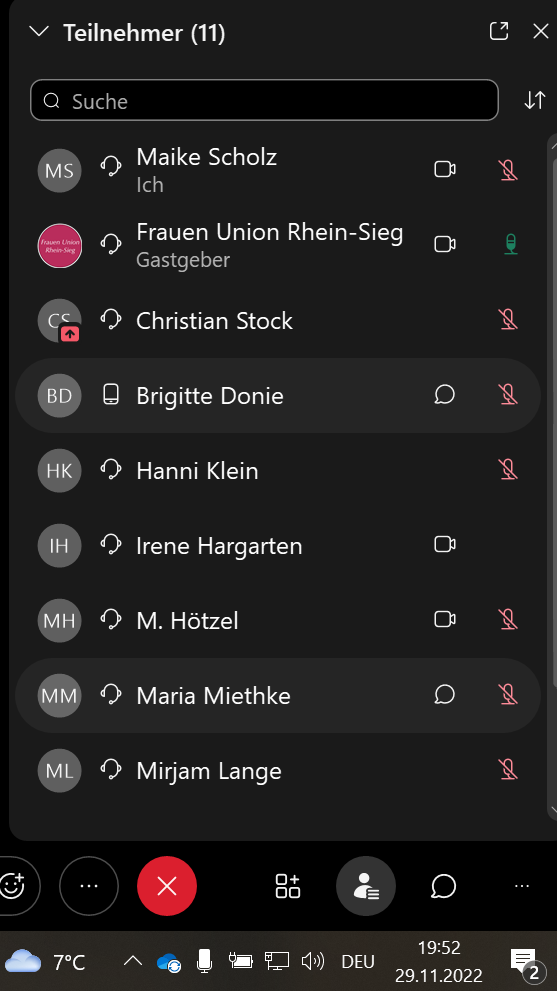 Teilnehmer (11)
Suche
MS
Maike Scholz
Ich
Frauen Union
Rhein-Sieg
Frauen Union Rhein-Sieg
Gastgeber
CS
Christian Stock
BD
Brigitte Donie
HK
Hanni Klein
IH
Irene Hargarten
MH
M. Hötzel
MM
Maria Miethke
ML
Mirjam Lange
7°C
DEU
19:52
29.11.2022
2